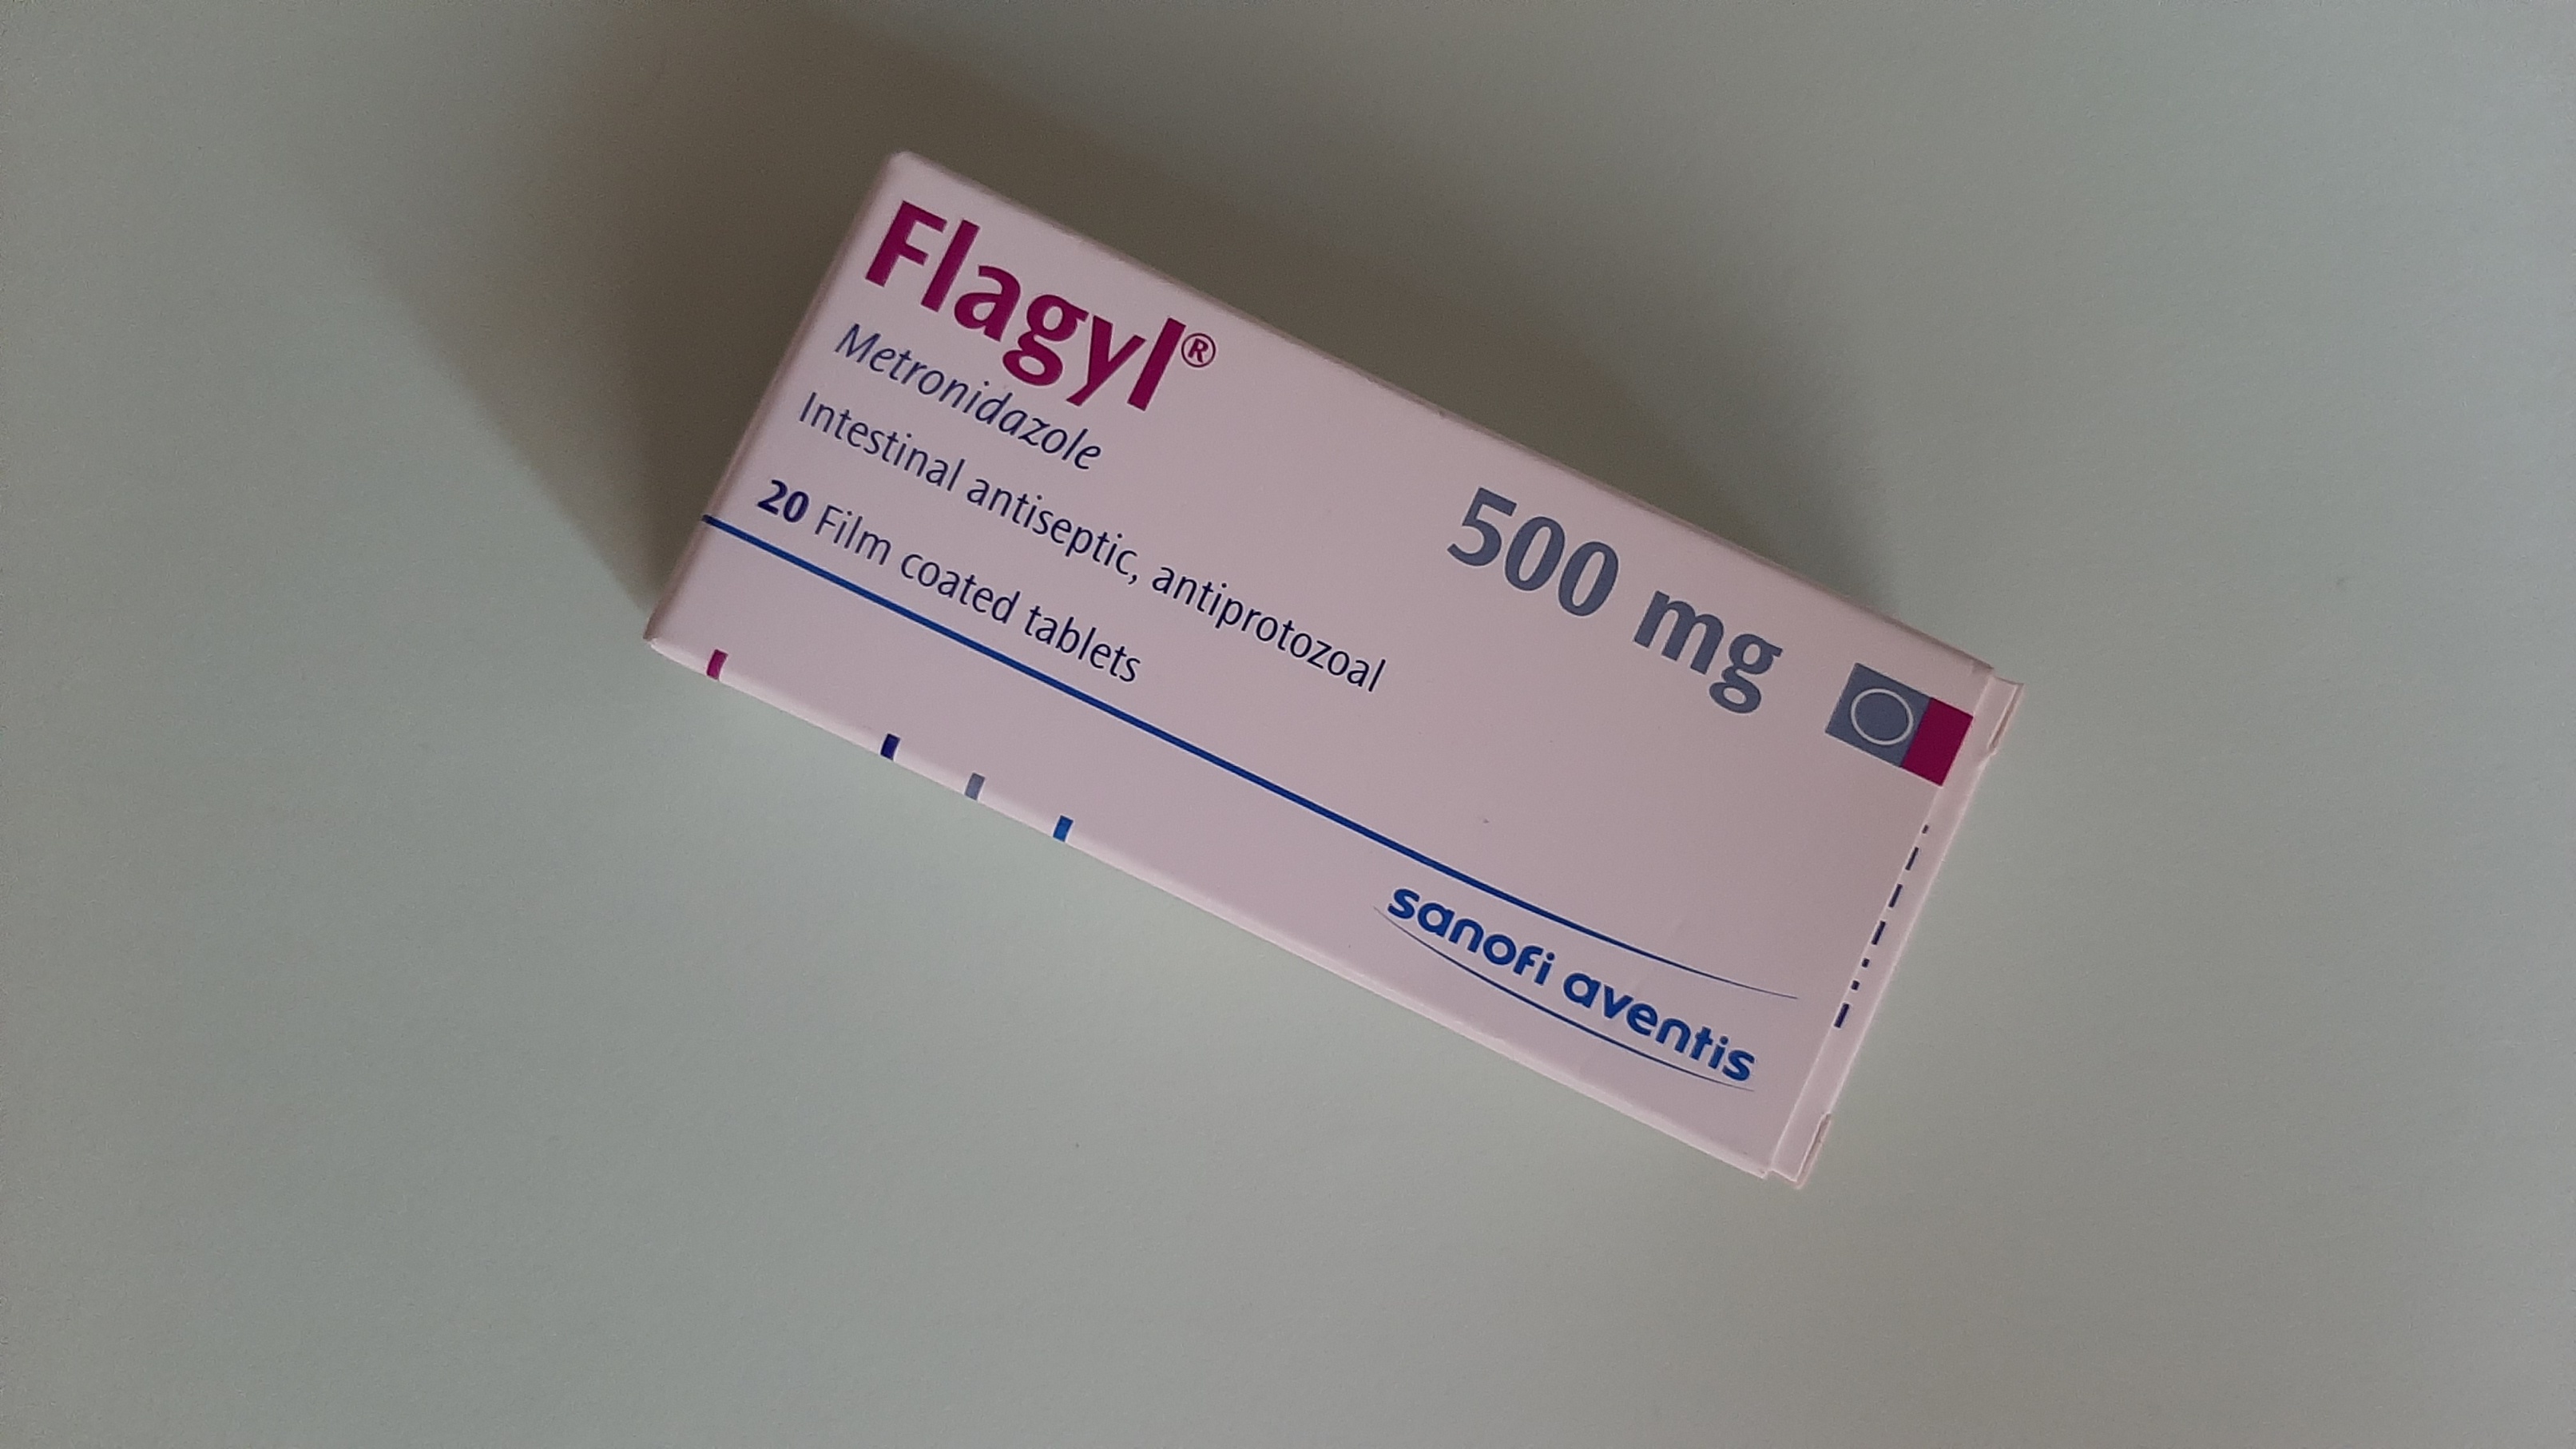 Flagyl®
Metronidazole
Intestinal antiseptic, antiprotozoal
20 Film coated tablets
500 mg
sanofi aventis